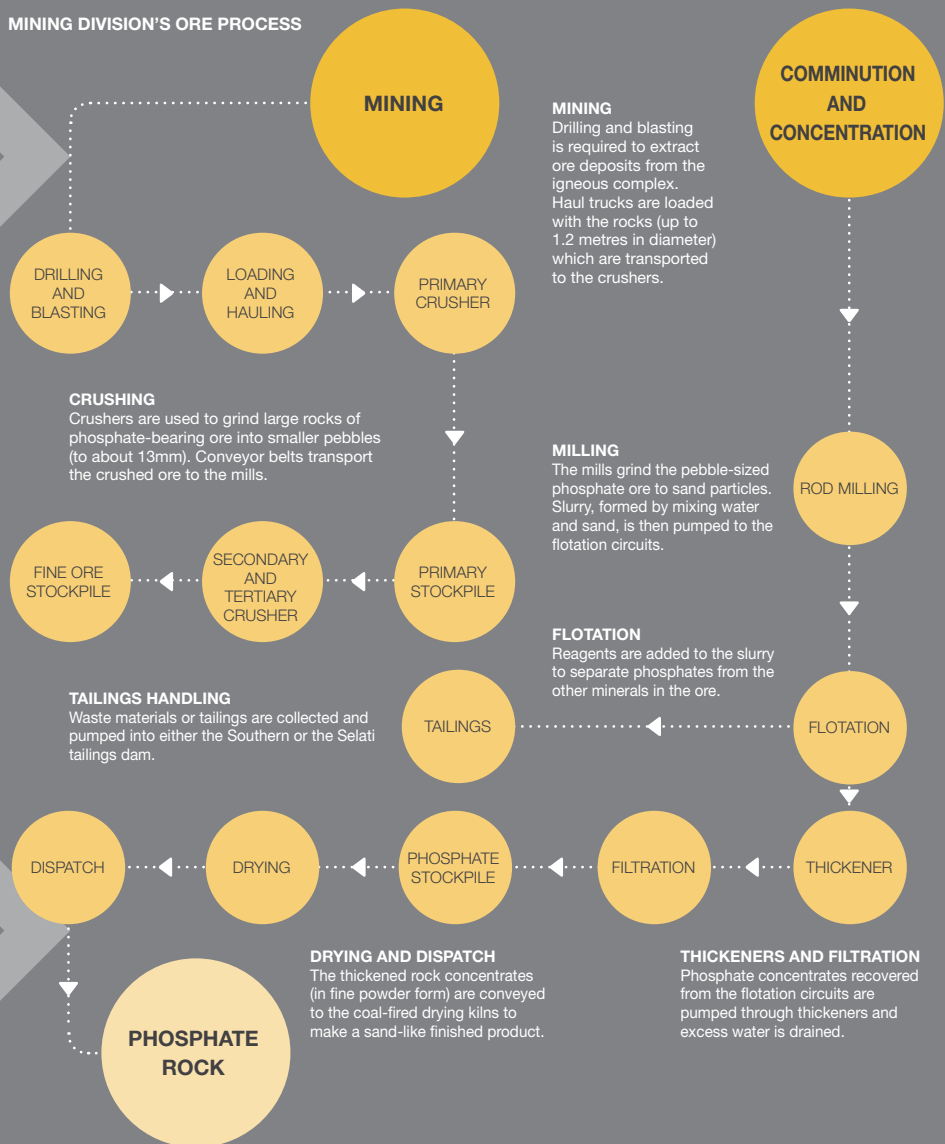 MINING DIVISION'S ORE PROCESS
MINING
COMMINUTION
AND
CONCENTRATION
MINING
Drilling and blasting
is required to extract
ore deposits from the
igneous complex.
Haul trucks are loaded
with the rocks (up to
1.2 metres in diameter)
which are transported
to the crushers.
DRILLING
AND
BLASTING
LOADING
AND
HAULING
PRIMARY
CRUSHER
CRUSHING
Crushers are used to grind large rocks of
phosphate-bearing ore into smaller pebbles
(to about 13mm). Conveyor belts transport
the crushed ore to the mills.
MILLING
The mills grind the pebble-sized
phosphate ore to sand particles.
Slurry, formed by mixing water
and sand, is then pumped to the
flotation circuits.
ROD MILLING
FINE ORE
STOCKPILE
SECONDARY
AND
TERTIARY
CRUSHER
PRIMARY
STOCKPILE
FLOTATION
Reagents are added to the slurry
to separate phosphates from the
other minerals in the ore.
TAILINGS HANDLING
Waste materials or tailings are collected and
pumped into either the Southern or the Selati
tailings dam.
TAILINGS
FLOTATION
DISPATCH
DRYING
PHOSPHATE
STOCKPILE
FILTRATION
THICKENER
DRYING AND DISPATCH
The thickened rock concentrates
(in fine powder form) are conveyed
to the coal-fired drying kilns to
make a sand-like finished product.
THICKENERS AND FILTRATION
Phosphate concentrates recovered
from the flotation circuits are
pumped through thickeners and
excess water is drained.
PHOSPHATE
ROCK